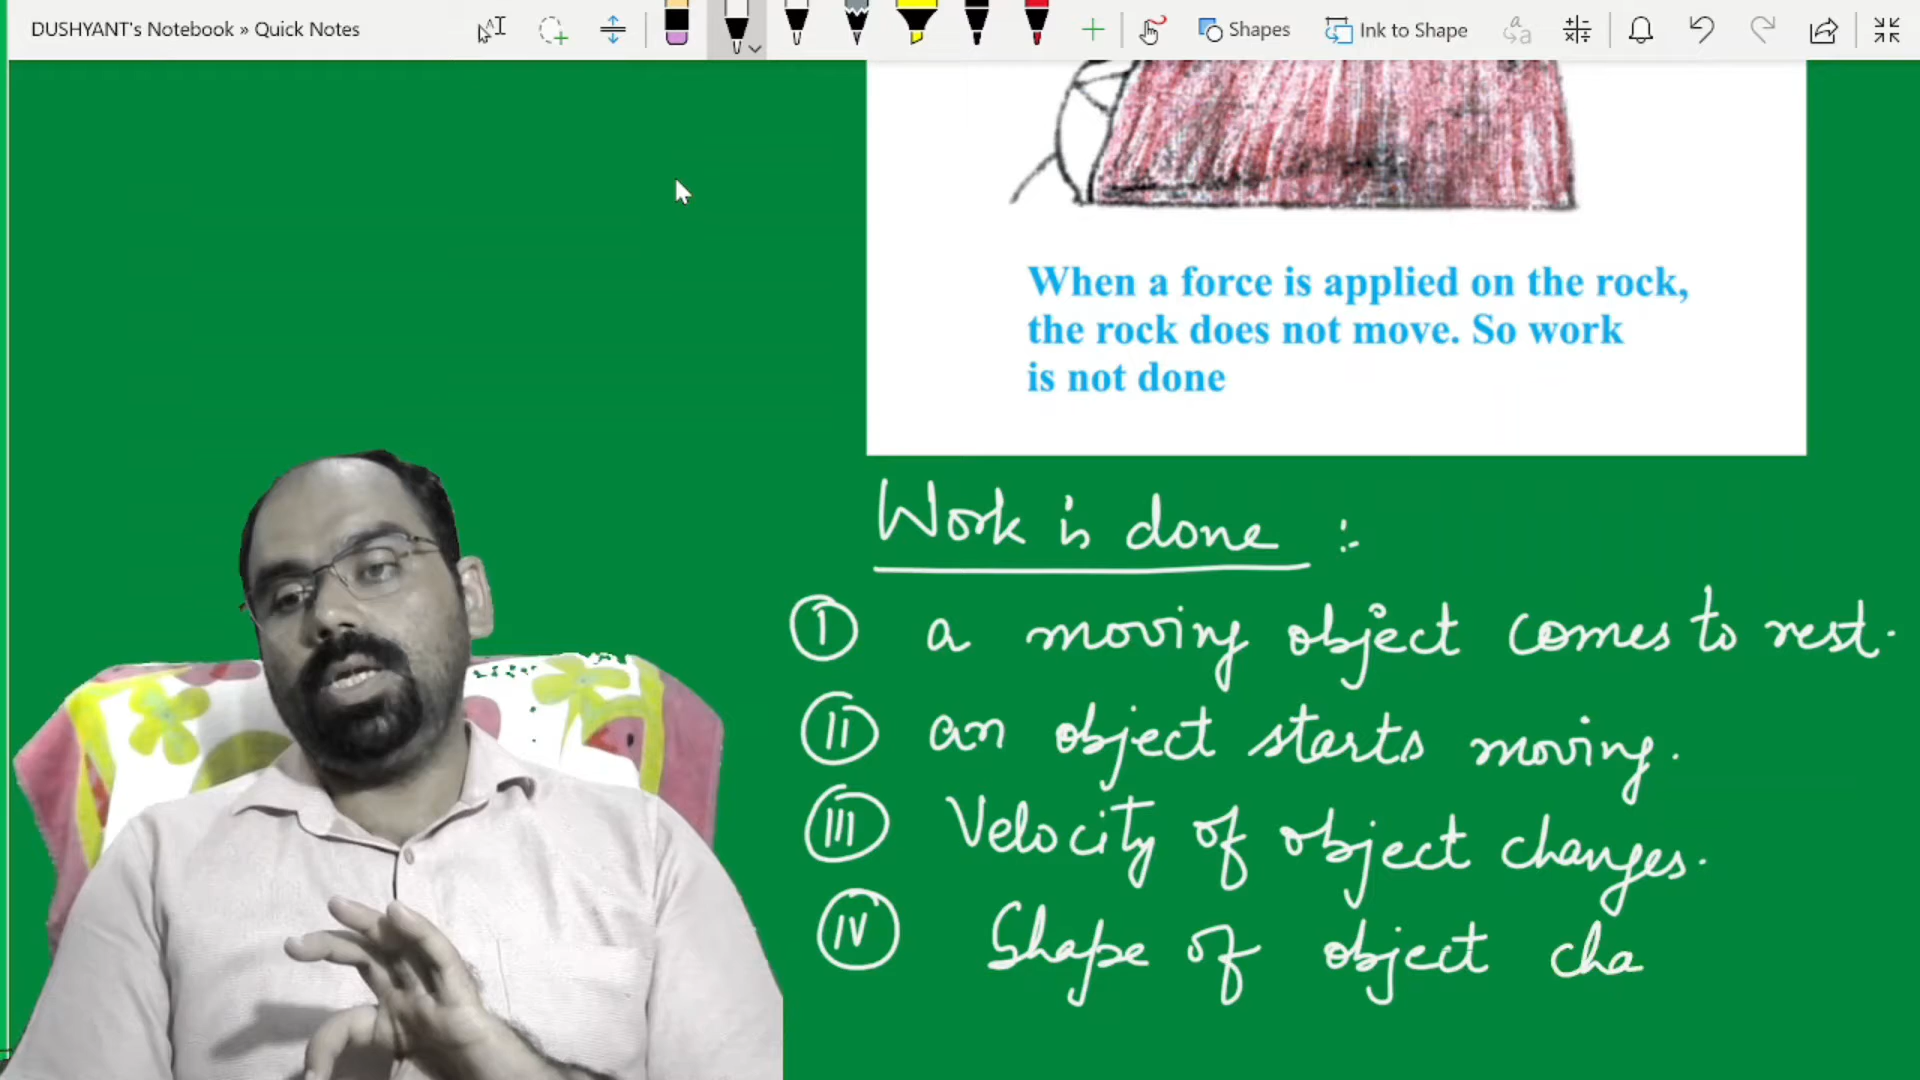 DUSHYANT's Notebook » Quick Notes
Shapes
Ink to Shape
When a force is applied on the rock,
the rock does not move. So work
is not done
Work is done :-
I a moving object comes to rest.
II an object starts moving.
III Velocity of object changes.
IV Shape of object cha